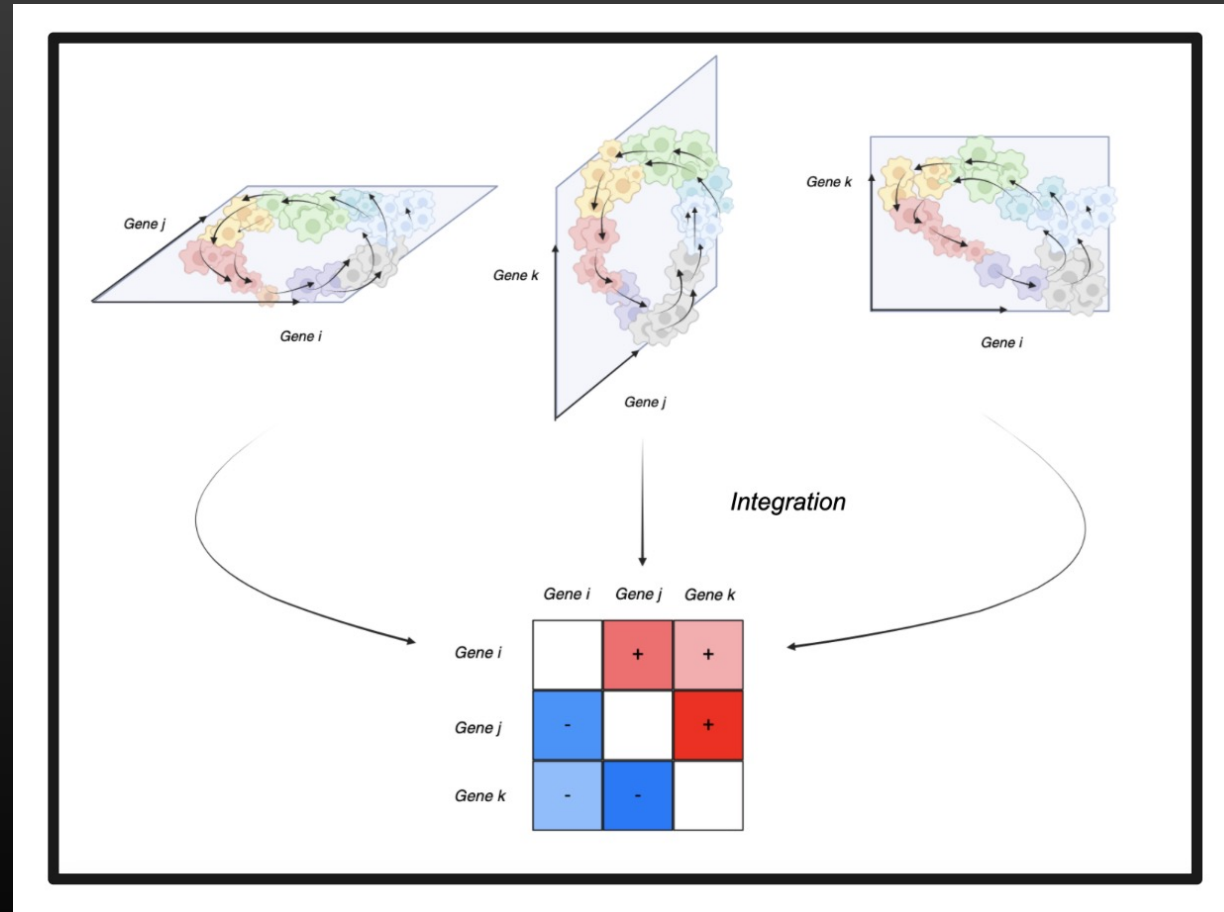 Gene j
Gene i
Gene k
Gene j
Gene k
Gene i
Integration
Gene i Gene j Gene k
Gene i + +
Gene j - +
Gene k - -